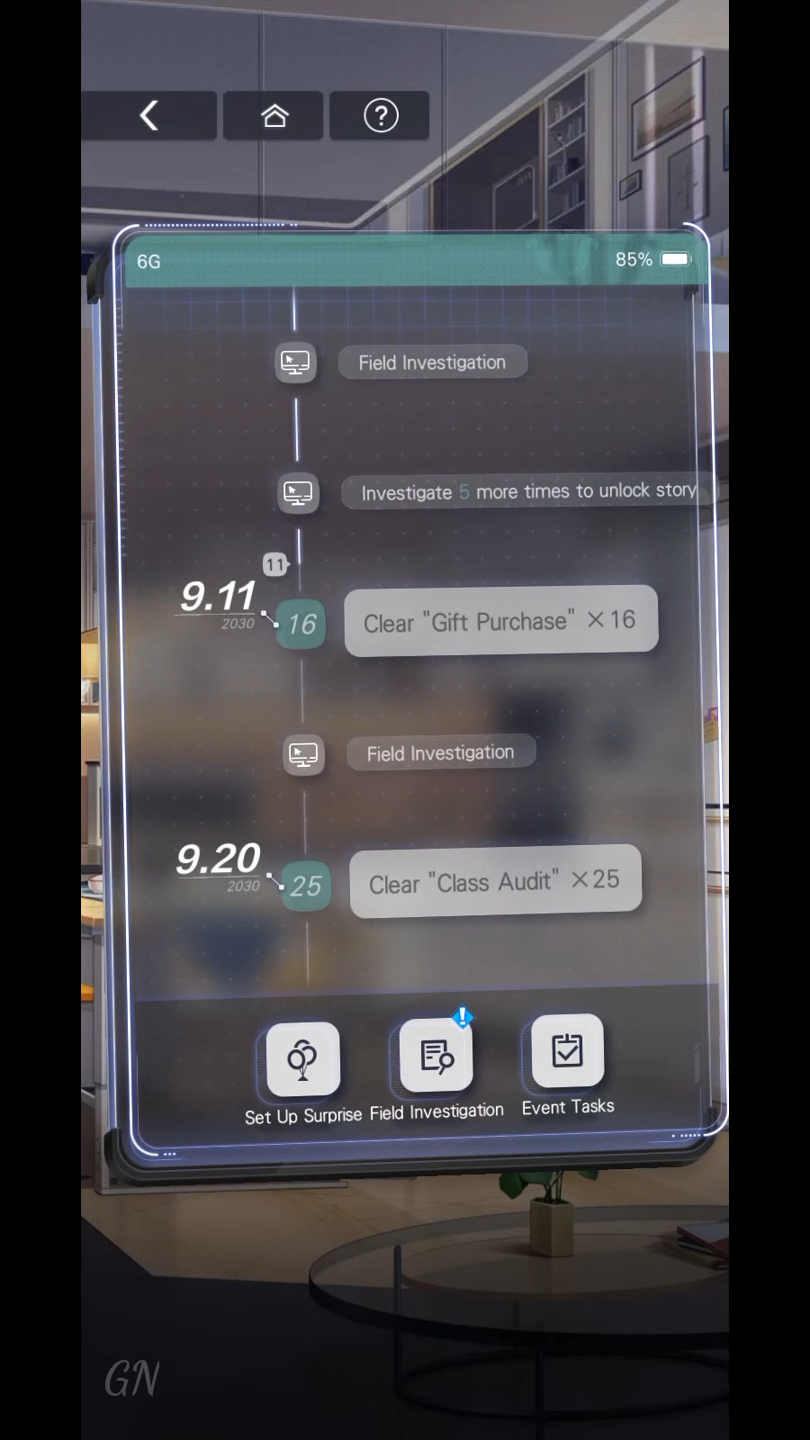 ?
6G
85%
Field Investigation
Investigate 5 more times to unlock story
11
9.11
2030
16
Clear "Gift Purchase" ×16
Field Investigation
9.20
2030
25
Clear "Class Audit" ×25
!
Set Up Surprise
Field Investigation
Event Tasks
GN